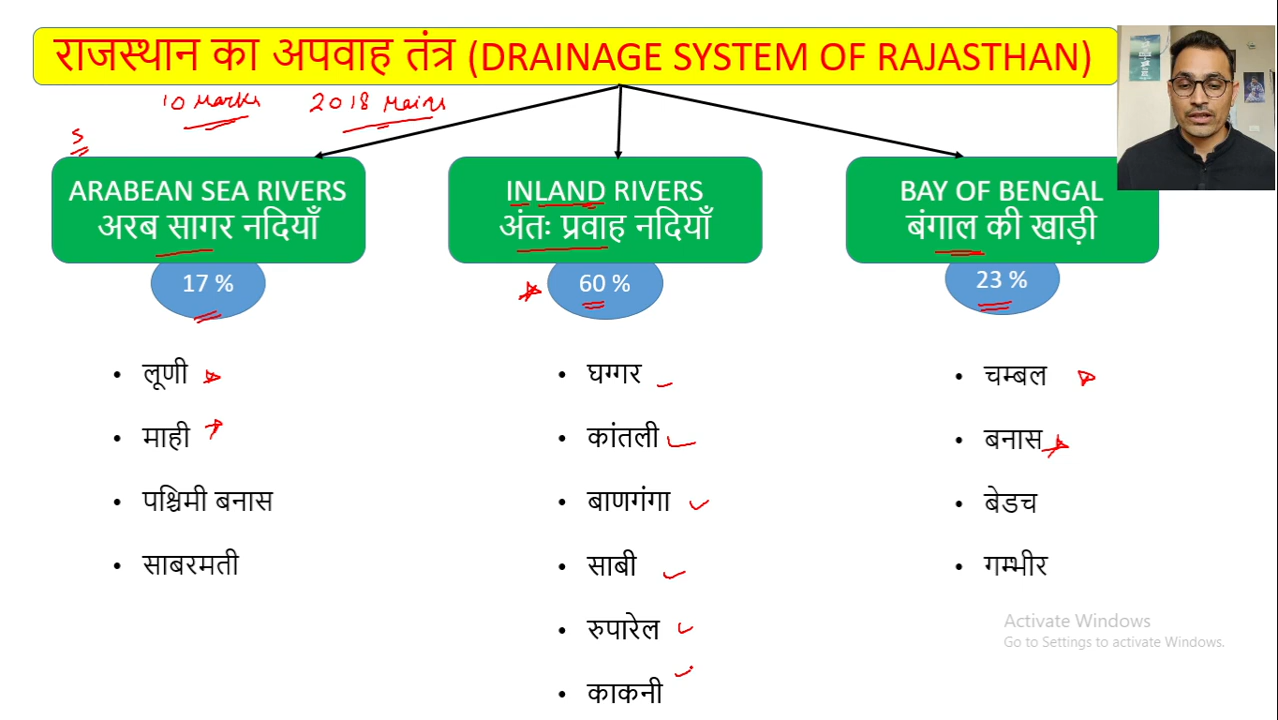 राजस्थान का अपवाह तंत्र (DRAINAGE SYSTEM OF RAJASTHAN)
10 Marks 2018 Mains
5
ARABEAN SEA RIVERS
अरब सागर नदियाँ
17 %
• लूणी
• माही
• पश्चिमी बनास
• साबरमती
INLAND RIVERS
अंतः प्रवाह नदियाँ
60 %
• घग्गर
• कांतली
• बाणगंगा
• साबी
• रुपारेल
• काकनी
BAY OF BENGAL
बंगाल की खाड़ी
23 %
• चम्बल
• बनास
• बेडच
• गम्भीर
Activate Windows
Go to Settings to activate Windows.